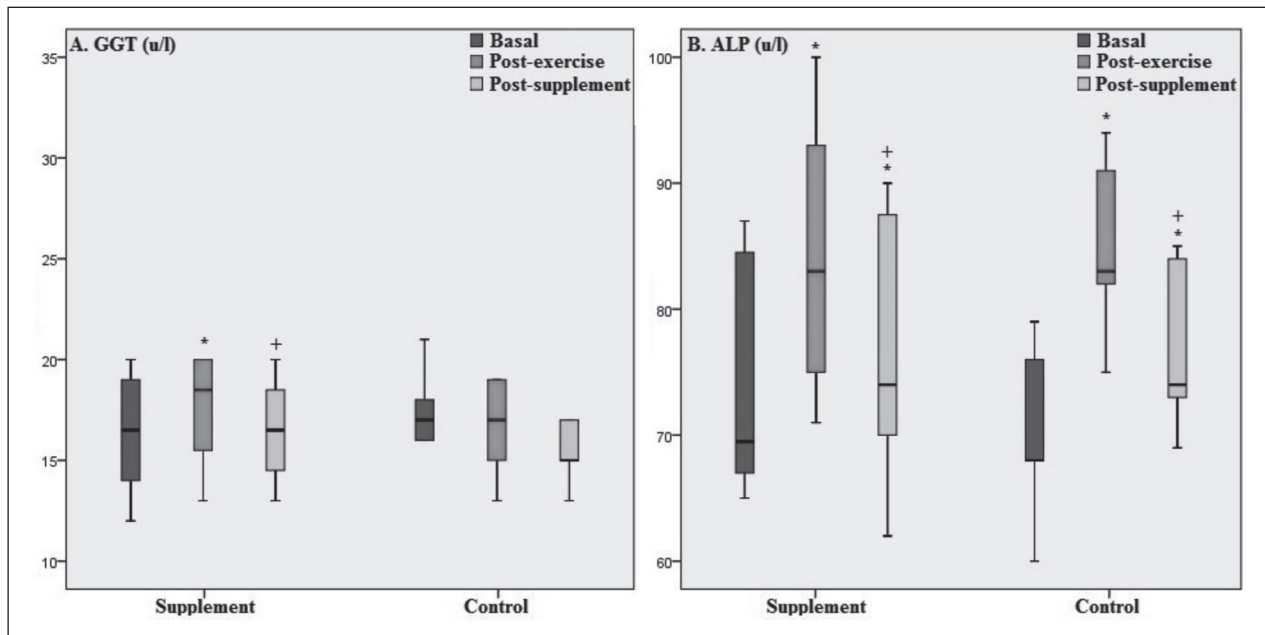 A. GGT (u/l)
Basal
Post-exercise
Post-supplement
35
30
25
20
15
10
*
+
Supplement
Control
B. ALP (u/l)
Basal
Post-exercise
Post-supplement
100
90
80
70
60
*
+
*
*
+
*
Supplement
Control